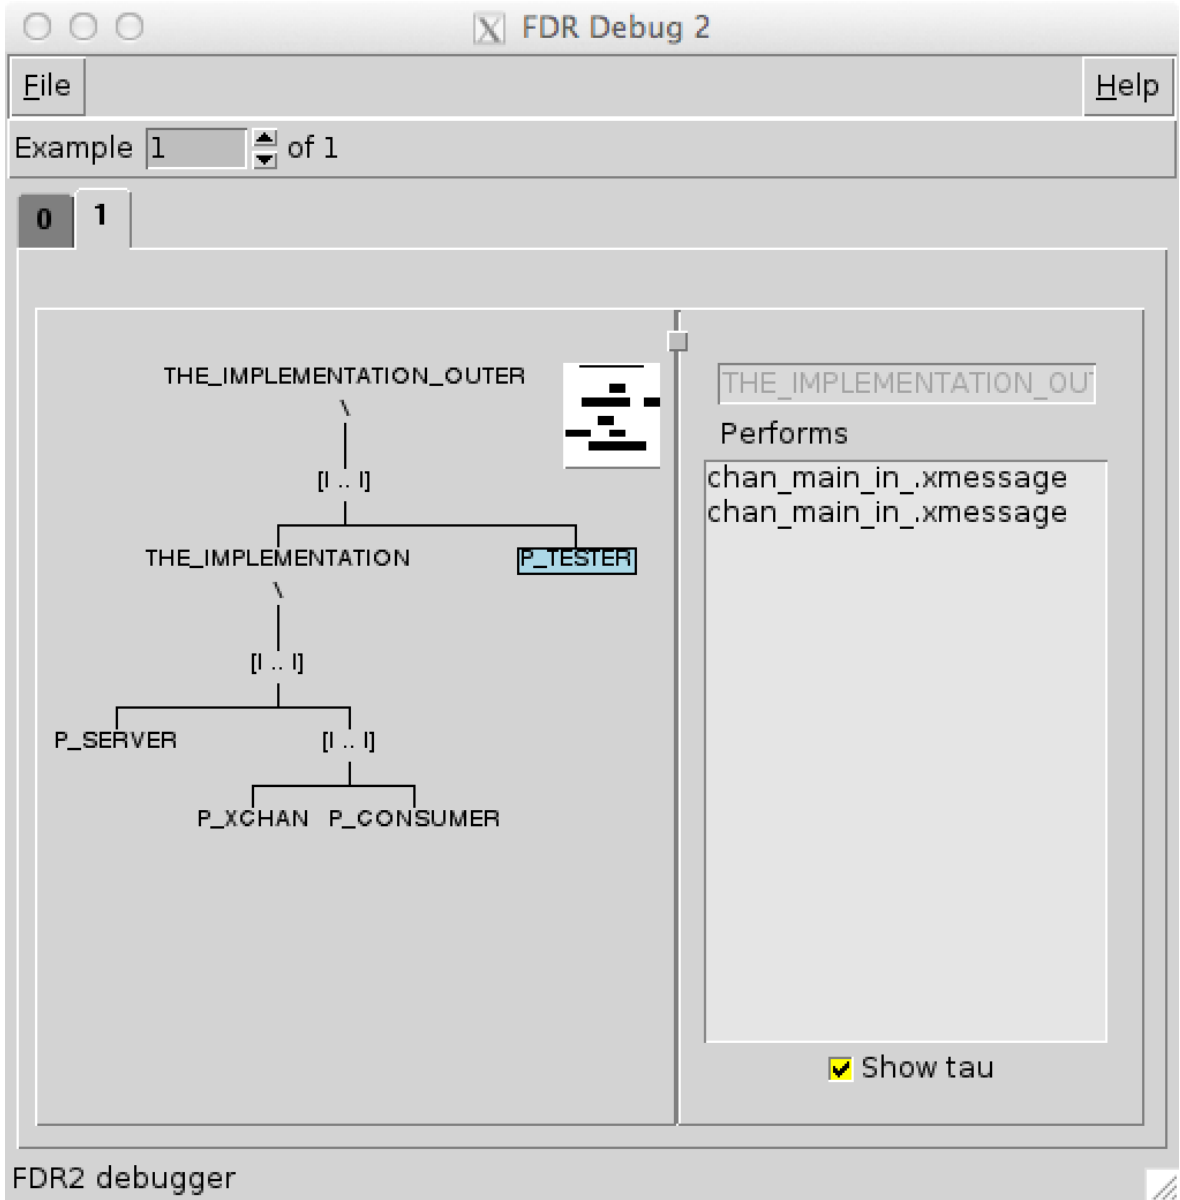 FDR Debug 2
File
Help
Example 1 of 1
0 1
THE_IMPLEMENTATION_OUTER
\
[I .. I]
THE_IMPLEMENTATION P_TESTER
\
[I .. I]
P_SERVER [I .. I]
P_XCHAN P_CONSUMER
THE_IMPLEMENTATION_OU
Performs
chan_main_in_.xmessage
chan_main_in_.xmessage
Show tau
FDR2 debugger